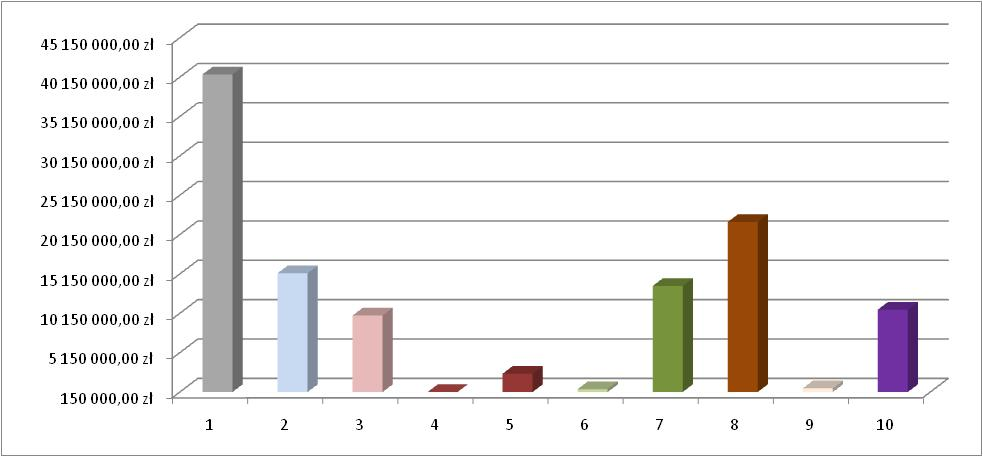 45 150 000,00 zł
40 150 000,00 zł
35 150 000,00 zł
30 150 000,00 zł
25 150 000,00 zł
20 150 000,00 zł
15 150 000,00 zł
10 150 000,00 zł
5 150 000,00 zł
150 000,00 zł
1 2 3 4 5 6 7 8 9 10